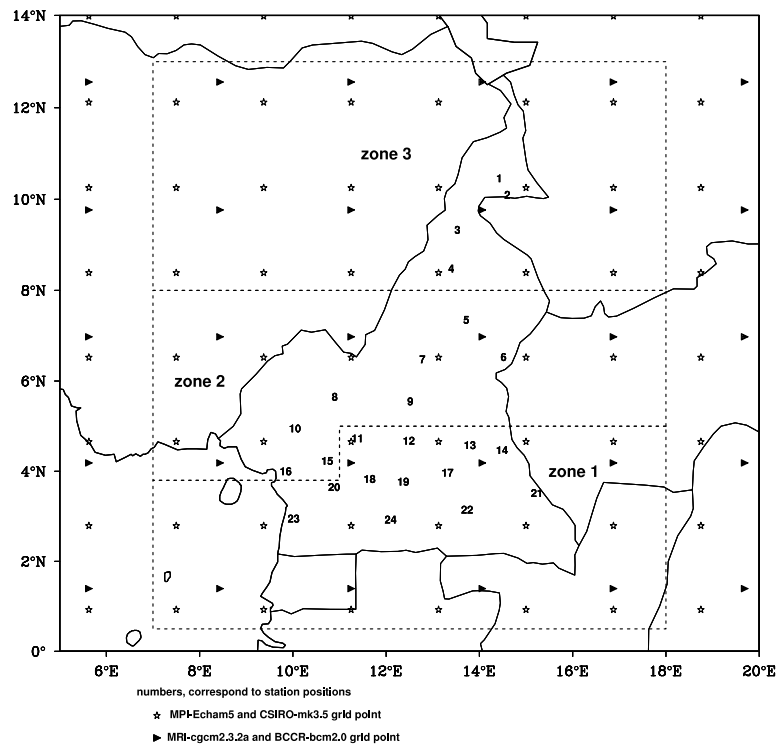 14°N
12°N
zone 3
1
10°N
2
3
4
8°N
5
7
6
6°N
zone 2
8
9
10
11
12
13
14
4°N
15
16
17
zone 1
18
19
20
21
22
23
24
2°N
0°
6°E 8°E 10°E 12°E 14°E 16°E 18°E 20°E
numbers, correspond to station positions
MPI-Echam5 and CSIRO-mk3.5 grid point
MRI-cgcm2.3.2a and BCCR-bcm2.0 grid point